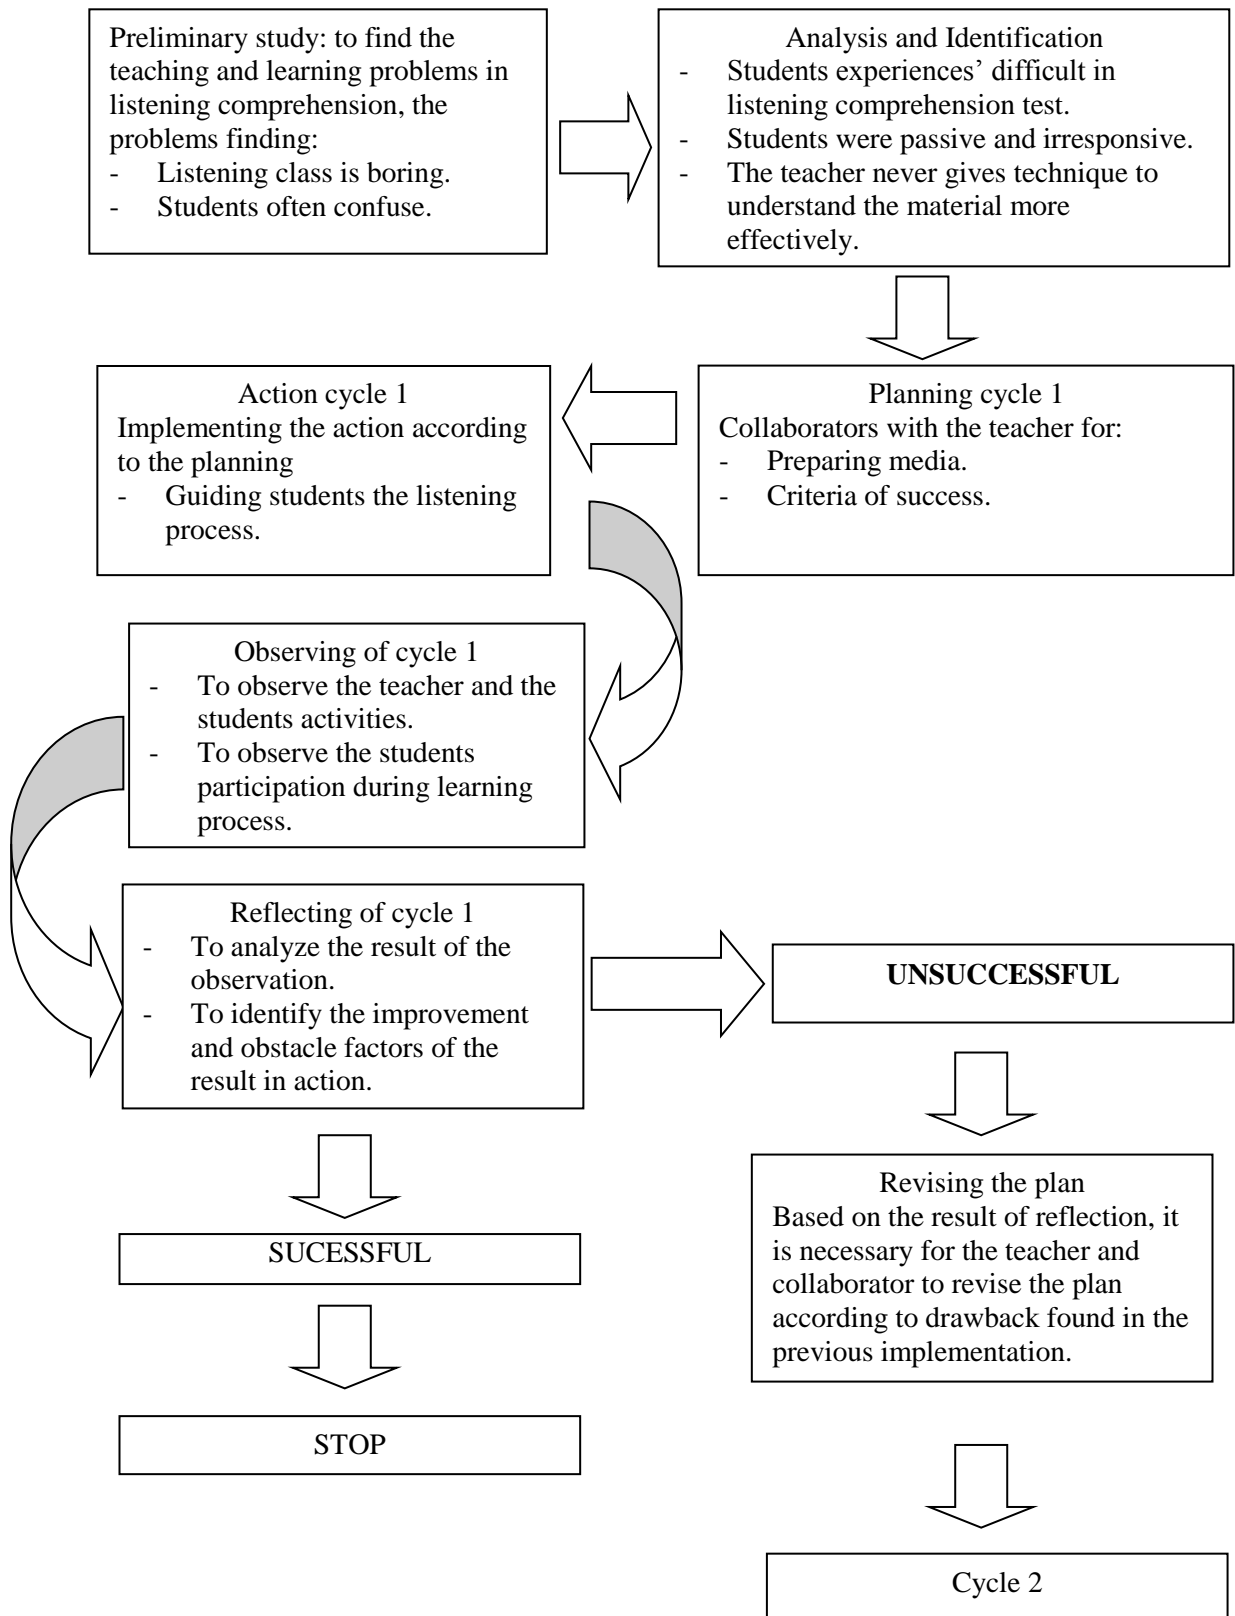 Preliminary study: to find the
teaching and learning problems in
listening comprehension, the
problems finding:
- Listening class is boring.
- Students often confuse.
Analysis and Identification
- Students experiences’ difficult in
listening comprehension test.
- Students were passive and irresponsive.
- The teacher never gives technique to
understand the material more
effectively.
Planning cycle 1
Collaborators with the teacher for:
- Preparing media.
- Criteria of success.
Action cycle 1
Implementing the action according
to the planning
- Guiding students the listening
process.
Observing of cycle 1
- To observe the teacher and the
students activities.
- To observe the students
participation during learning
process.
Reflecting of cycle 1
- To analyze the result of the
observation.
- To identify the improvement
and obstacle factors of the
result in action.
UNSUCCESSFUL
Revising the plan
Based on the result of reflection, it
is necessary for the teacher and
collaborator to revise the plan
according to drawback found in the
previous implementation.
SUCESSFUL
STOP
Cycle 2